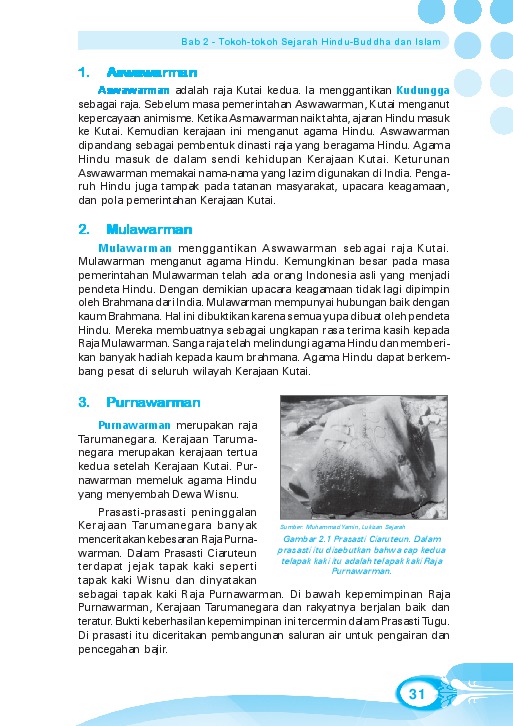 Bab 2 - Tokoh-tokoh Sejarah Hindu-Buddha dan Islam
1. Aswawarman
Aswawarman adalah raja Kutai kedua. Ia menggantikan Kudungga
sebagai raja. Sebelum masa pemerintahan Aswawarman, Kutai menganut
kepercayaan animisme. Ketika Asmawarman naik tahta, ajaran Hindu masuk
ke Kutai. Kemudian kerajaan ini menganut agama Hindu. Aswawarman
dipandang sebagai pembentuk dinasti raja yang beragama Hindu. Agama
Hindu masuk de dalam sendi kehidupan Kerajaan Kutai. Keturunan
Aswawarman memakai nama-nama yang lazim digunakan di India. Penga-
ruh Hindu juga tampak pada tatanan masyarakat, upacara keagamaan,
dan pola pemerintahan Kerajaan Kutai.
2. Mulawarman
Mulawarman menggantikan Aswawarman sebagai raja Kutai.
Mulawarman menganut agama Hindu. Kemungkinan besar pada masa
pemerintahan Mulawarman telah ada orang Indonesia asli yang menjadi
pendeta Hindu. Dengan demikian upacara keagamaan tidak lagi dipimpin
oleh Brahmana dari India. Mulawarman mempunyai hubungan baik dengan
kaum Brahmana. Hal ini dibuktikan karena semua yupa dibuat oleh pendeta
Hindu. Mereka membuatnya sebagai ungkapan rasa terima kasih kepada
Raja Mulawarman. Sanga raja telah melindungi agama Hindu dan memberi-
kan banyak hadiah kepada kaum brahmana. Agama Hindu dapat berkem-
bang pesat di seluruh wilayah Kerajaan Kutai.
3. Purnawarman
Purnawarman merupakan raja
Tarumanegara. Kerajaan Taruma-
negara merupakan kerajaan tertua
kedua setelah Kerajaan Kutai. Pur-
nawarman memeluk agama Hindu
yang menyembah Dewa Wisnu.
Prasasti-prasasti peninggalan
Kerajaan Tarumanegara banyak
menceritakan kebesaran Raja Purna-
warman. Dalam Prasasti Ciaruteun
terdapat jejak tapak kaki seperti
tapak kaki Wisnu dan dinyatakan
sebagai tapak kaki Raja Purnawarman. Di bawah kepemimpinan Raja
Purnawarman, Kerajaan Tarumanegara dan rakyatnya berjalan baik dan
teratur. Bukti keberhasilan kepemimpinan ini tercermin dalam Prasasti Tugu.
Di prasasti itu diceritakan pembangunan saluran air untuk pengairan dan
pencegahan bajir.
Sumber: Muhammad Yamin, Lukisan Sejarah
Gambar 2.1 Prasasti Ciaruteun. Dalam
prasasti itu disebutkan bahwa cap kedua
telapak kaki itu adalah telapak kaki Raja
Purnawarman.
31